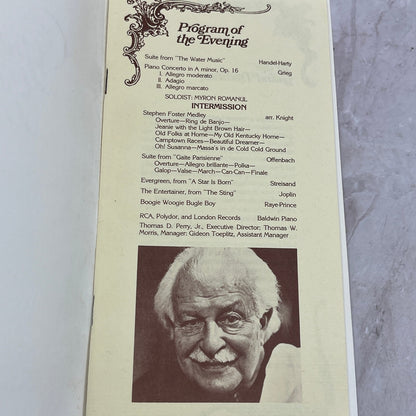 Program of
the Evening
Suite from "The Water Music" Handel-Harty
Piano Concerto in A minor, Op. 16 Grieg
I. Allegro moderato
II. Adagio
III. Allegro marcato
SOLOIST: MYRON ROMANUL
INTERMISSION
Stephen Foster Medley arr. Knight
Overture—Ring de Banjo—
Jeanie with the Light Brown Hair—
Old Folks at Home—My Old Kentucky Home—
Camptown Races—Beautiful Dreamer—
Oh! Susanna—Massa's in de Cold Cold Ground
Suite from "Gaite Parisienne" Offenbach
Overture—Allegro brillante—Polka—
Galop—Valse—March—Can-Can—Finale
Evergreen, from "A Star Is Born" Streisand
The Entertainer, from "The Sting" Joplin
Boogie Woogie Bugle Boy Raye-Prince
RCA, Polydor, and London Records Baldwin Piano
Thomas D. Perry, Jr., Executive Director; Thomas W.
Morris, Manager: Gideon Toeplitz, Assistant Manager